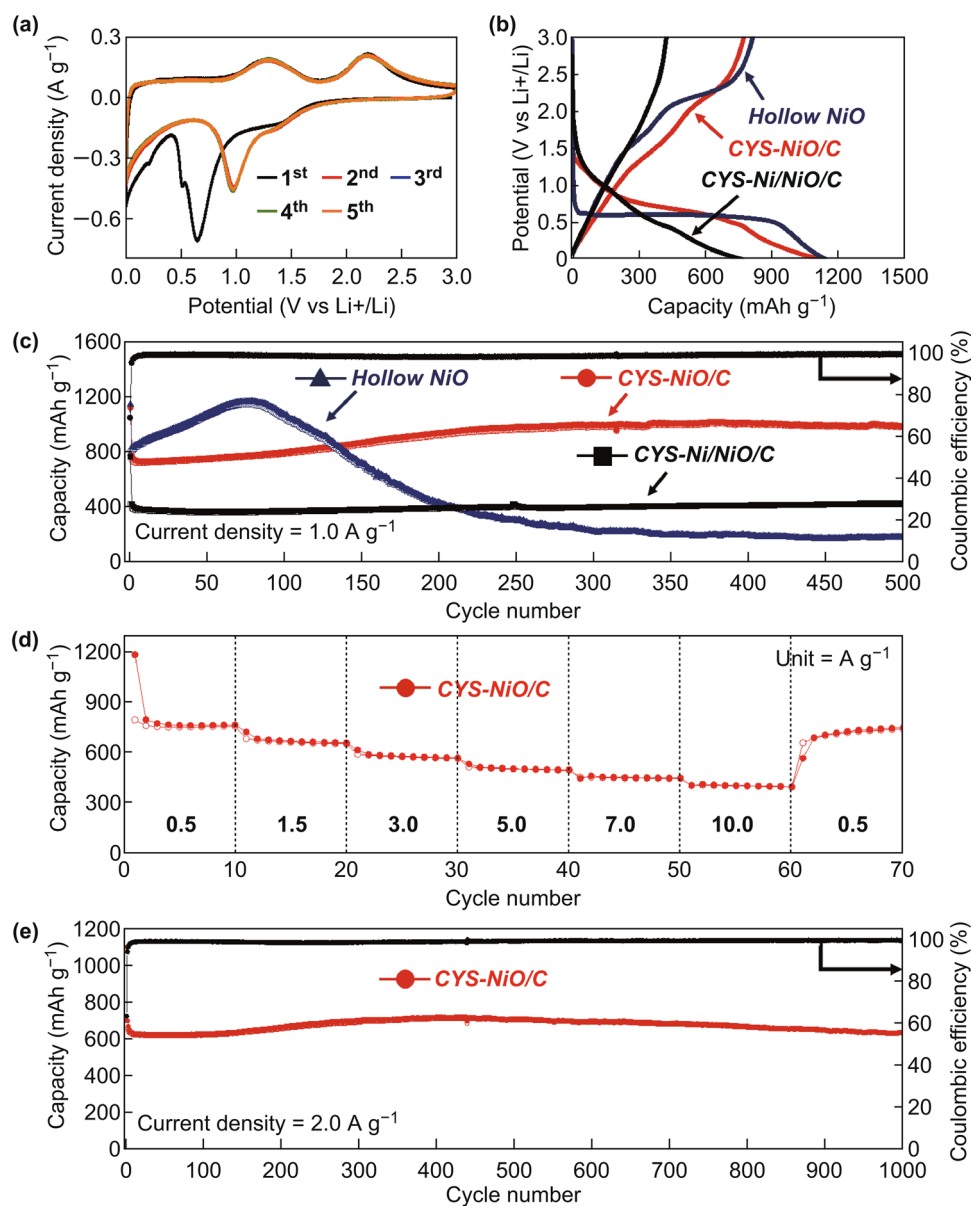 (a)
Current density (A g⁻¹)
0.3
0.0
−0.3
−0.6
1st 2nd 3rd
4th 5th
0.0 0.5 1.0 1.5 2.0 2.5 3.0
Potential (V vs Li+/Li)
(b)
Potential (V vs Li+/Li)
3.0
2.5
2.0
1.5
1.0
0.5
0.0
Hollow NiO
CYS-NiO/C
CYS-Ni/NiO/C
0 300 600 900 1200 1500
Capacity (mAh g⁻¹)
(c)
Capacity (mAh g⁻¹)
1600
1200
800
400
0
Hollow NiO
CYS-NiO/C
CYS-Ni/NiO/C
Current density = 1.0 A g⁻¹
100
80
60
40
20
0
Coulombic efficiency (%)
0 50 100 150 200 250 300 350 400 450 500
Cycle number
(d)
Capacity (mAh g⁻¹)
1200
900
600
300
0
Unit = A g⁻¹
CYS-NiO/C
0.5 1.5 3.0 5.0 7.0 10.0 0.5
0 10 20 30 40 50 60 70
Cycle number
(e)
Capacity (mAh g⁻¹)
1200
1000
800
600
400
200
0
CYS-NiO/C
Current density = 2.0 A g⁻¹
100
80
60
40
20
0
Coulombic efficiency (%)
0 100 200 300 400 500 600 700 800 900 1000
Cycle number